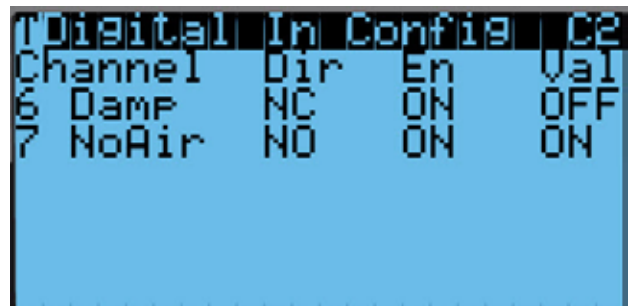 TDigital In Config C2
Channel Dir En Val
6 Damp NC ON OFF
7 NoAir NO ON ON